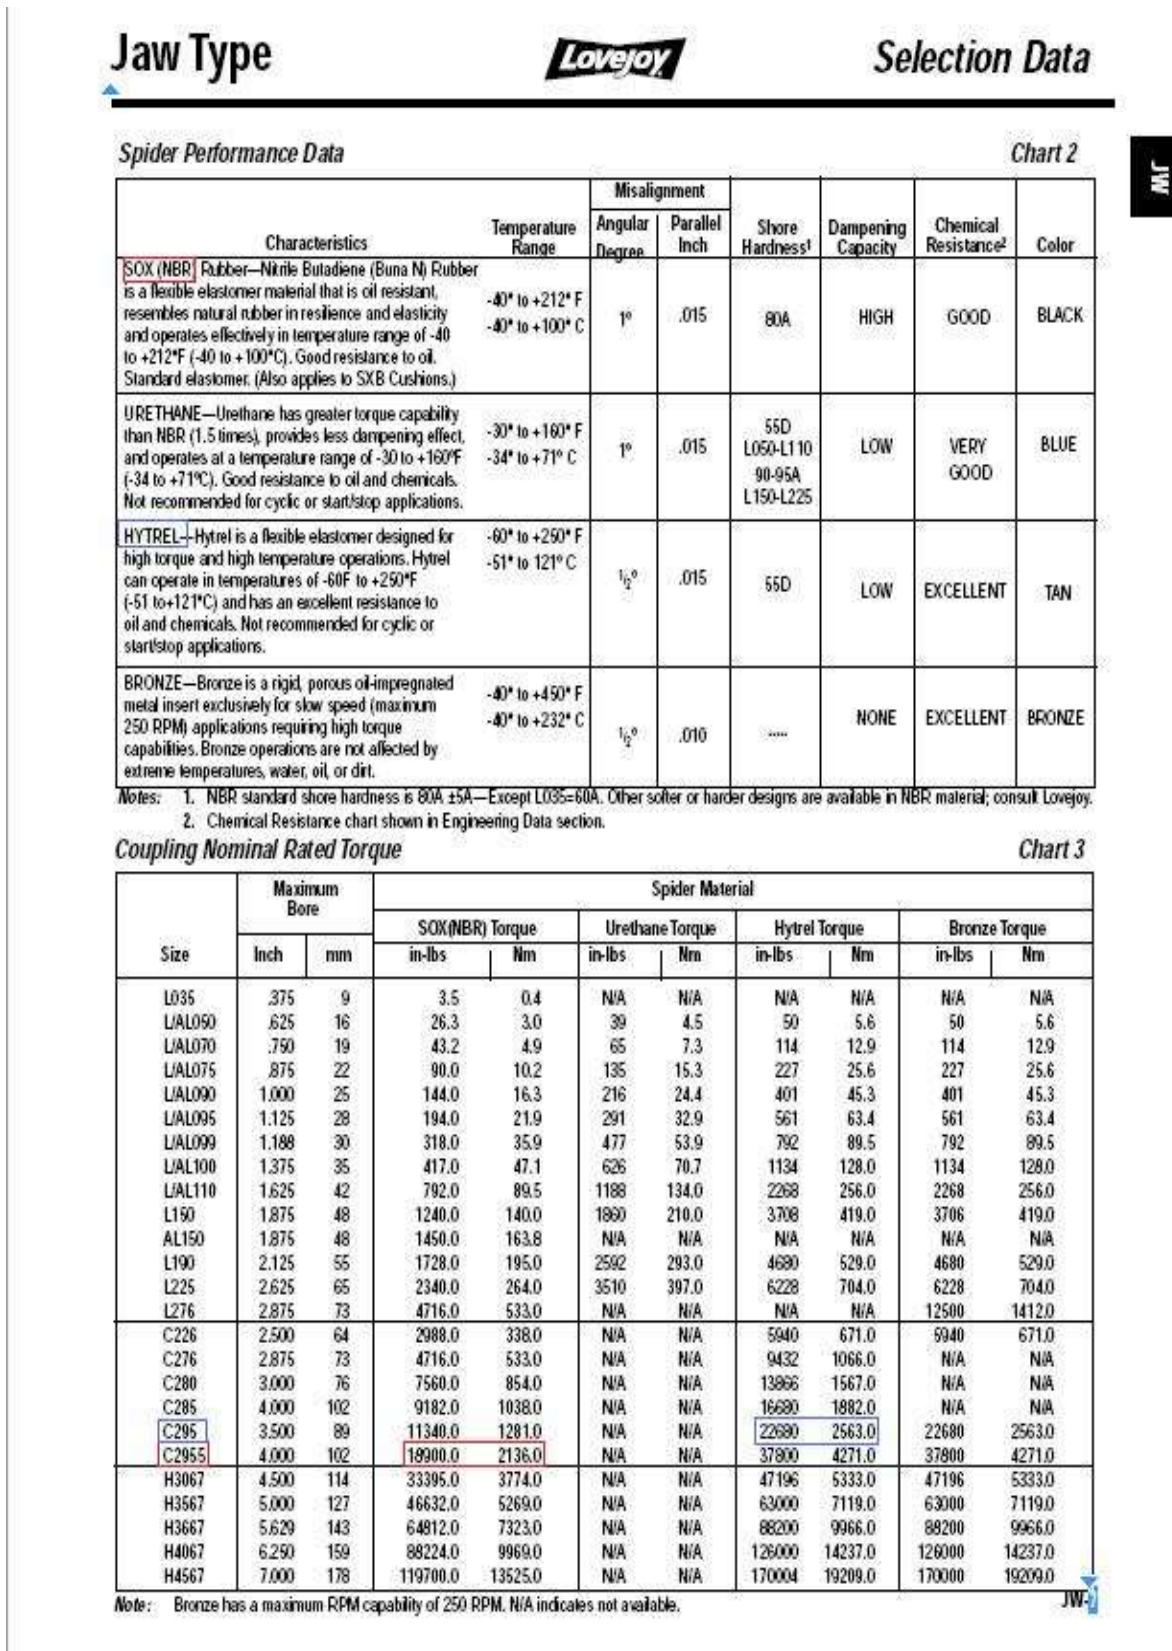 Jaw Type
Lovejoy
Selection Data
JW
Spider Performance Data
Chart 2
Misalignment
Characteristics Temperature Range Angular Degree Parallel Inch Shore Hardness¹ Dampening Capacity Chemical Resistance² Color
SOX (NBR) Rubber—Nitrile Butadiene (Buna N) Rubber
is a flexible elastomer material that is oil resistant,
resembles natural rubber in resilience and elasticity
and operates effectively in temperature range of -40
to +212°F (-40 to +100°C). Good resistance to oil.
Standard elastomer. (Also applies to SXB Cushions.)
-40° to +212° F
-40° to +100° C
1° .015 80A HIGH GOOD BLACK
URETHANE—Urethane has greater torque capability
than NBR (1.5 times), provides less dampening effect,
and operates at a temperature range of -30 to +160°F
(-34 to +71°C). Good resistance to oil and chemicals.
Not recommended for cyclic or start/stop applications.
-30° to +160° F
-34° to +71° C
1° .015
55D
L050-L110
90-95A
L150-L225
LOW
VERY
GOOD
BLUE
HYTREL—Hytrel is a flexible elastomer designed for
high torque and high temperature operations. Hytrel
can operate in temperatures of -60F to +250°F
(-51 to+121°C) and has an excellent resistance to
oil and chemicals. Not recommended for cyclic or
start/stop applications.
-60° to +250° F
-51° to 121° C
1/2° .015 55D LOW EXCELLENT TAN
BRONZE—Bronze is a rigid, porous oil-impregnated
metal insert exclusively for slow speed (maximum
250 RPM) applications requiring high torque
capabilities. Bronze operations are not affected by
extreme temperatures, water, oil, or dirt.
-40° to +450° F
-40° to +232° C
1/2° .010 ..... NONE EXCELLENT BRONZE
Notes: 1. NBR standard shore hardness is 80A ±5A—Except L035=60A. Other softer or harder designs are available in NBR material; consult Lovejoy.
2. Chemical Resistance chart shown in Engineering Data section.
Coupling Nominal Rated Torque
Chart 3
Maximum Bore Spider Material
SOX(NBR) Torque Urethane Torque Hytrel Torque Bronze Torque
Size Inch mm in-lbs Nm in-lbs Nm in-lbs Nm in-lbs Nm
L035 .375 9 3.5 0.4 N/A N/A N/A N/A N/A N/A
L/AL050 .625 16 26.3 3.0 39 4.5 50 5.6 50 5.6
L/AL070 .750 19 43.2 4.9 65 7.3 114 12.9 114 12.9
L/AL075 .875 22 90.0 10.2 135 15.3 227 25.6 227 25.6
L/AL090 1.000 25 144.0 16.3 216 24.4 401 45.3 401 45.3
L/AL095 1.125 28 194.0 21.9 291 32.9 561 63.4 561 63.4
L/AL099 1.188 30 318.0 35.9 477 53.9 792 89.5 792 89.5
L/AL100 1.375 35 417.0 47.1 626 70.7 1134 128.0 1134 128.0
L/AL110 1.625 42 792.0 89.5 1188 134.0 2268 256.0 2268 256.0
L150 1.875 48 1240.0 140.0 1860 210.0 3708 419.0 3706 419.0
AL150 1.875 48 1450.0 163.8 N/A N/A N/A N/A N/A N/A
L190 2.125 55 1728.0 195.0 2592 293.0 4680 529.0 4680 529.0
L225 2.625 65 2340.0 264.0 3510 397.0 6228 704.0 6228 704.0
L276 2.875 73 4716.0 533.0 N/A N/A N/A N/A 12500 1412.0
C226 2.500 64 2988.0 338.0 N/A N/A 5940 671.0 5940 671.0
C276 2.875 73 4716.0 533.0 N/A N/A 9432 1066.0 N/A N/A
C280 3.000 76 7560.0 854.0 N/A N/A 13866 1567.0 N/A N/A
C285 4.000 102 9182.0 1038.0 N/A N/A 16680 1882.0 N/A N/A
C295 3.500 89 11340.0 1281.0 N/A N/A 22680 2563.0 22680 2563.0
C2955 4.000 102 18900.0 2136.0 N/A N/A 37800 4271.0 37800 4271.0
H3067 4.500 114 33395.0 3774.0 N/A N/A 47196 5333.0 47196 5333.0
H3567 5.000 127 46632.0 5269.0 N/A N/A 63000 7119.0 63000 7119.0
H3667 5.629 143 64812.0 7323.0 N/A N/A 88200 9966.0 88200 9966.0
H4067 6.250 159 88224.0 9969.0 N/A N/A 126000 14237.0 126000 14237.0
H4567 7.000 178 119700.0 13525.0 N/A N/A 170004 19209.0 170000 19209.0
Note: Bronze has a maximum RPM capability of 250 RPM. N/A indicates not available.
JW-7